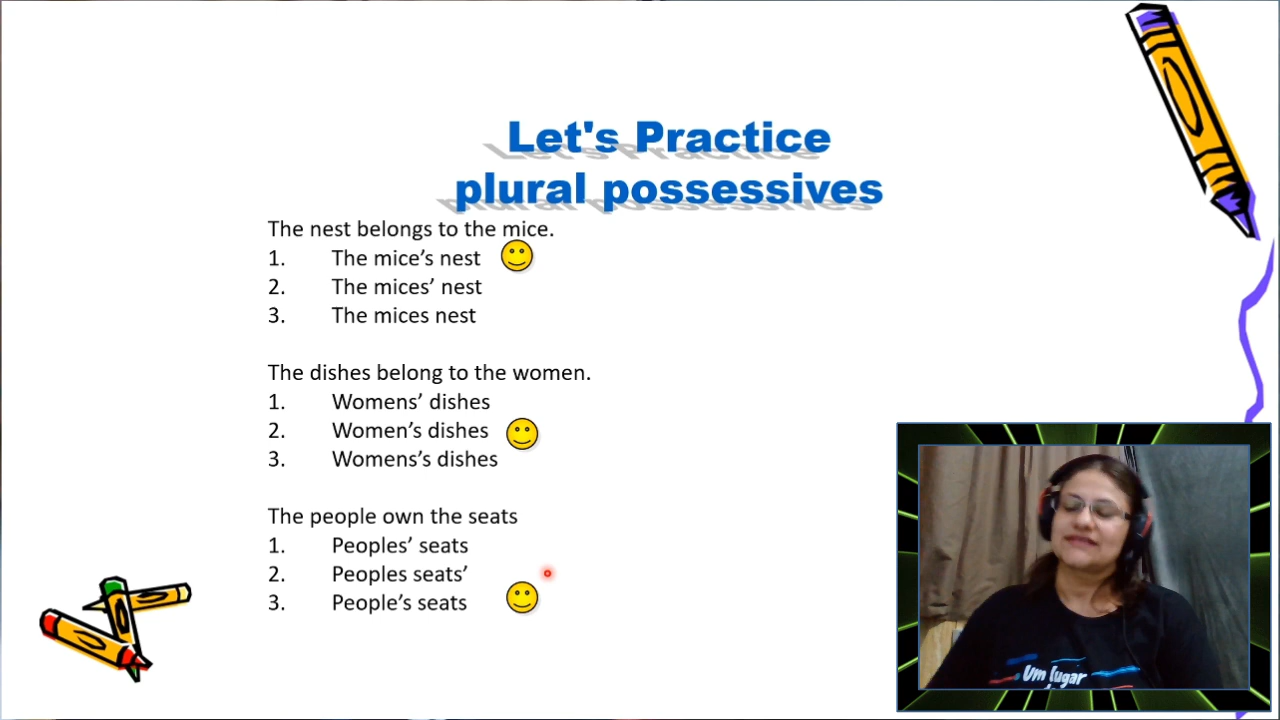 Let's Practice
plural possessives
The nest belongs to the mice.
1. The mice’s nest
2. The mices’ nest
3. The mices nest
The dishes belong to the women.
1. Womens’ dishes
2. Women’s dishes
3. Womens’s dishes
The people own the seats
1. Peoples’ seats
2. Peoples seats’
3. People’s seats
Um lugar